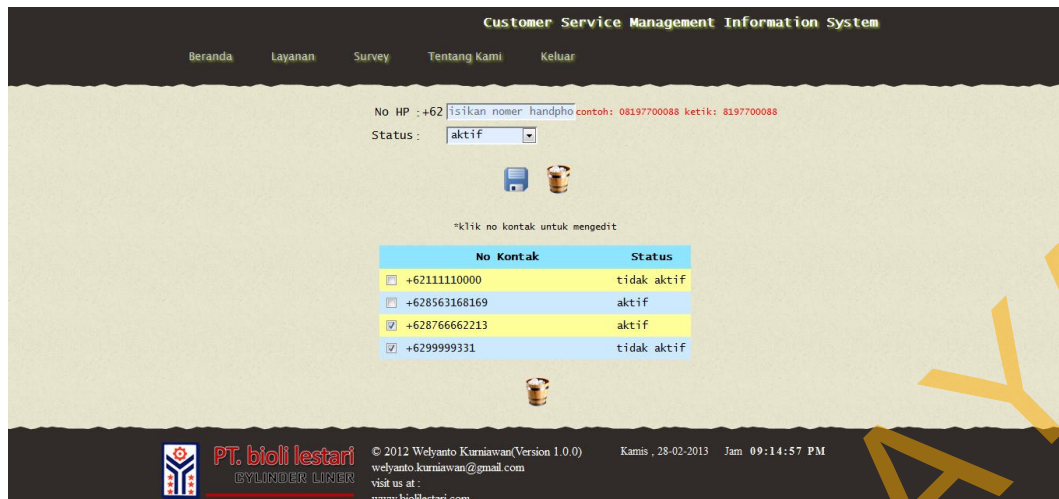 Customer Service Management Information System
Beranda Layanan Survey Tentang Kami Keluar
No HP : +62 isikan nomer handpho contoh: 08197700088 ketik: 8197700088
Status : aktif
*klik no kontak untuk mengedit
No Kontak Status
+62111110000 tidak aktif
+628563168169 aktif
+628766662213 aktif
+6299999331 tidak aktif
PT. bioli lestari
CYLINDER LINER
© 2012 Welyanto Kurniawan(Version 1.0.0)
welyanto.kurniawan@gmail.com
visit us at :
www.biolilestari.com
Kamis , 28-02-2013 Jam 09:14:57 PM